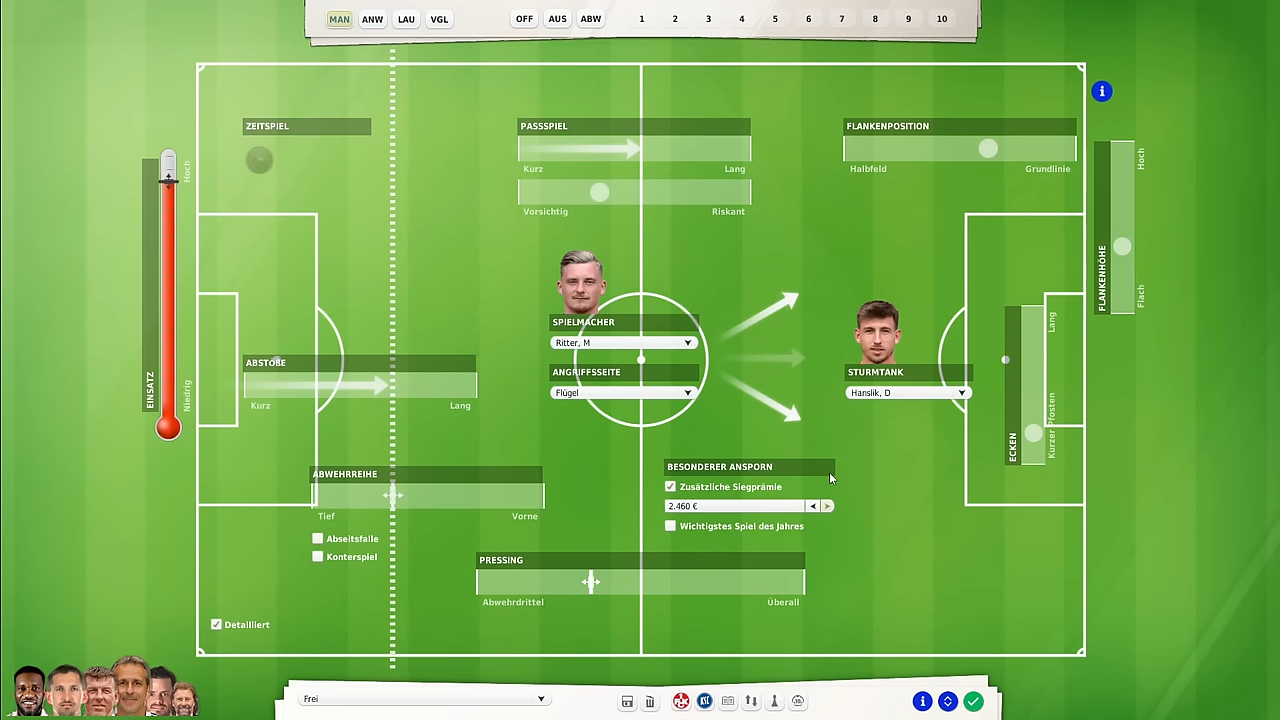 MAN ANW LAU VGL OFF AUS ABW 1 2 3 4 5 6 7 8 9 10
ZEITSPIEL
PASSSPIEL
Kurz Lang
Vorsichtig Riskant
FLANKENPOSITION
Halbfeld Grundlinie
EINSATZ
Hoch
Niedrig
FLANKENHÖHE
Hoch
Flach
SPIELMACHER
Ritter, M
ANGRIFFSSEITE
Flügel
STURMTANK
Hanslik, D
ABSTÖßE
Kurz Lang
ECKEN
Lang
Kurzer Pfosten
ABWEHRREIHE
Tief Vorne
Abseitsfalle
Konterspiel
BESONDERER ANSPORN
Zusätzliche Siegprämie
2.460 €
Wichtigstes Spiel des Jahres
PRESSING
Abwehrdrittel Überall
Detailliert
Frei